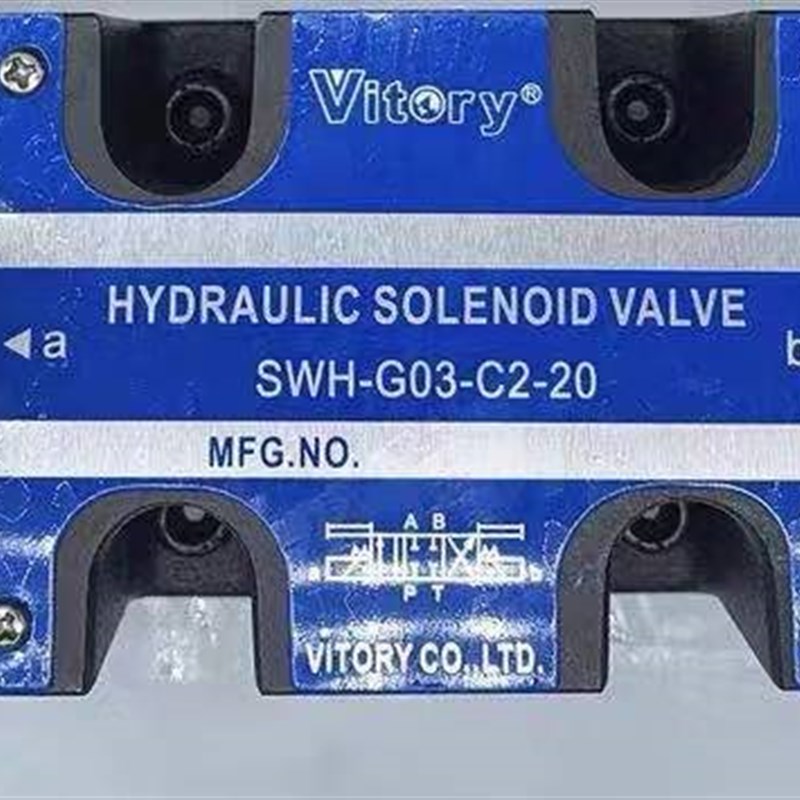 Vitory®
HYDRAULIC SOLENOID VALVE
a
b
SWH-G03-C2-20
MFG.NO.
A B
a
b
P T
VITORY CO.,LTD.